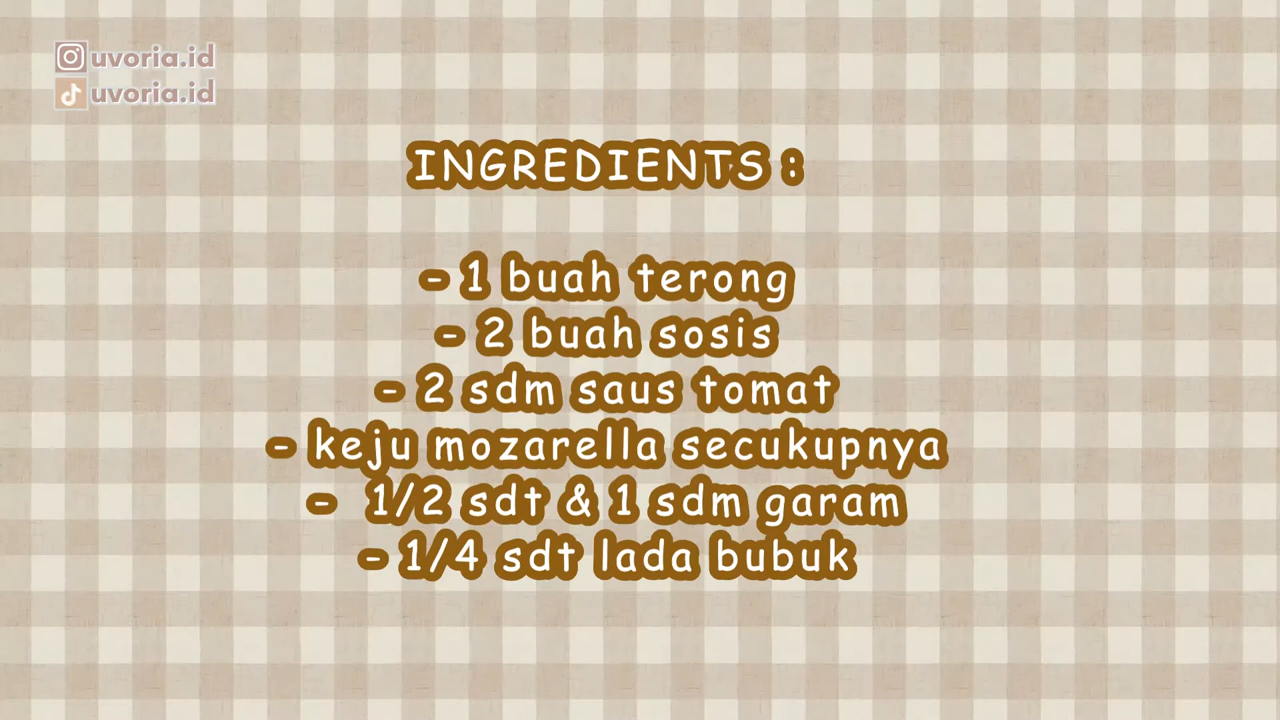 uvoria.id
uvoria.id
INGREDIENTS :
- 1 buah terong
- 2 buah sosis
- 2 sdm saus tomat
- keju mozarella secukupnya
- 1/2 sdt & 1 sdm garam
- 1/4 sdt lada bubuk